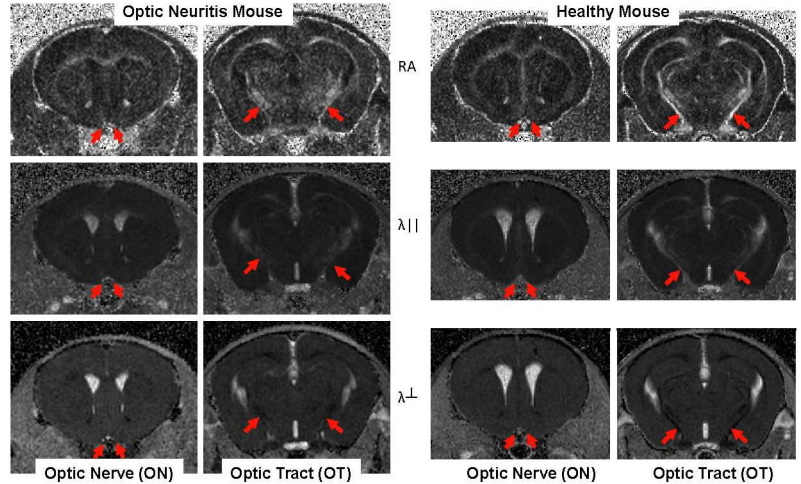 Optic Neuritis Mouse
Healthy Mouse
RA
λ||
λ⊥
Optic Nerve (ON)
Optic Tract (OT)
Optic Nerve (ON)
Optic Tract (OT)